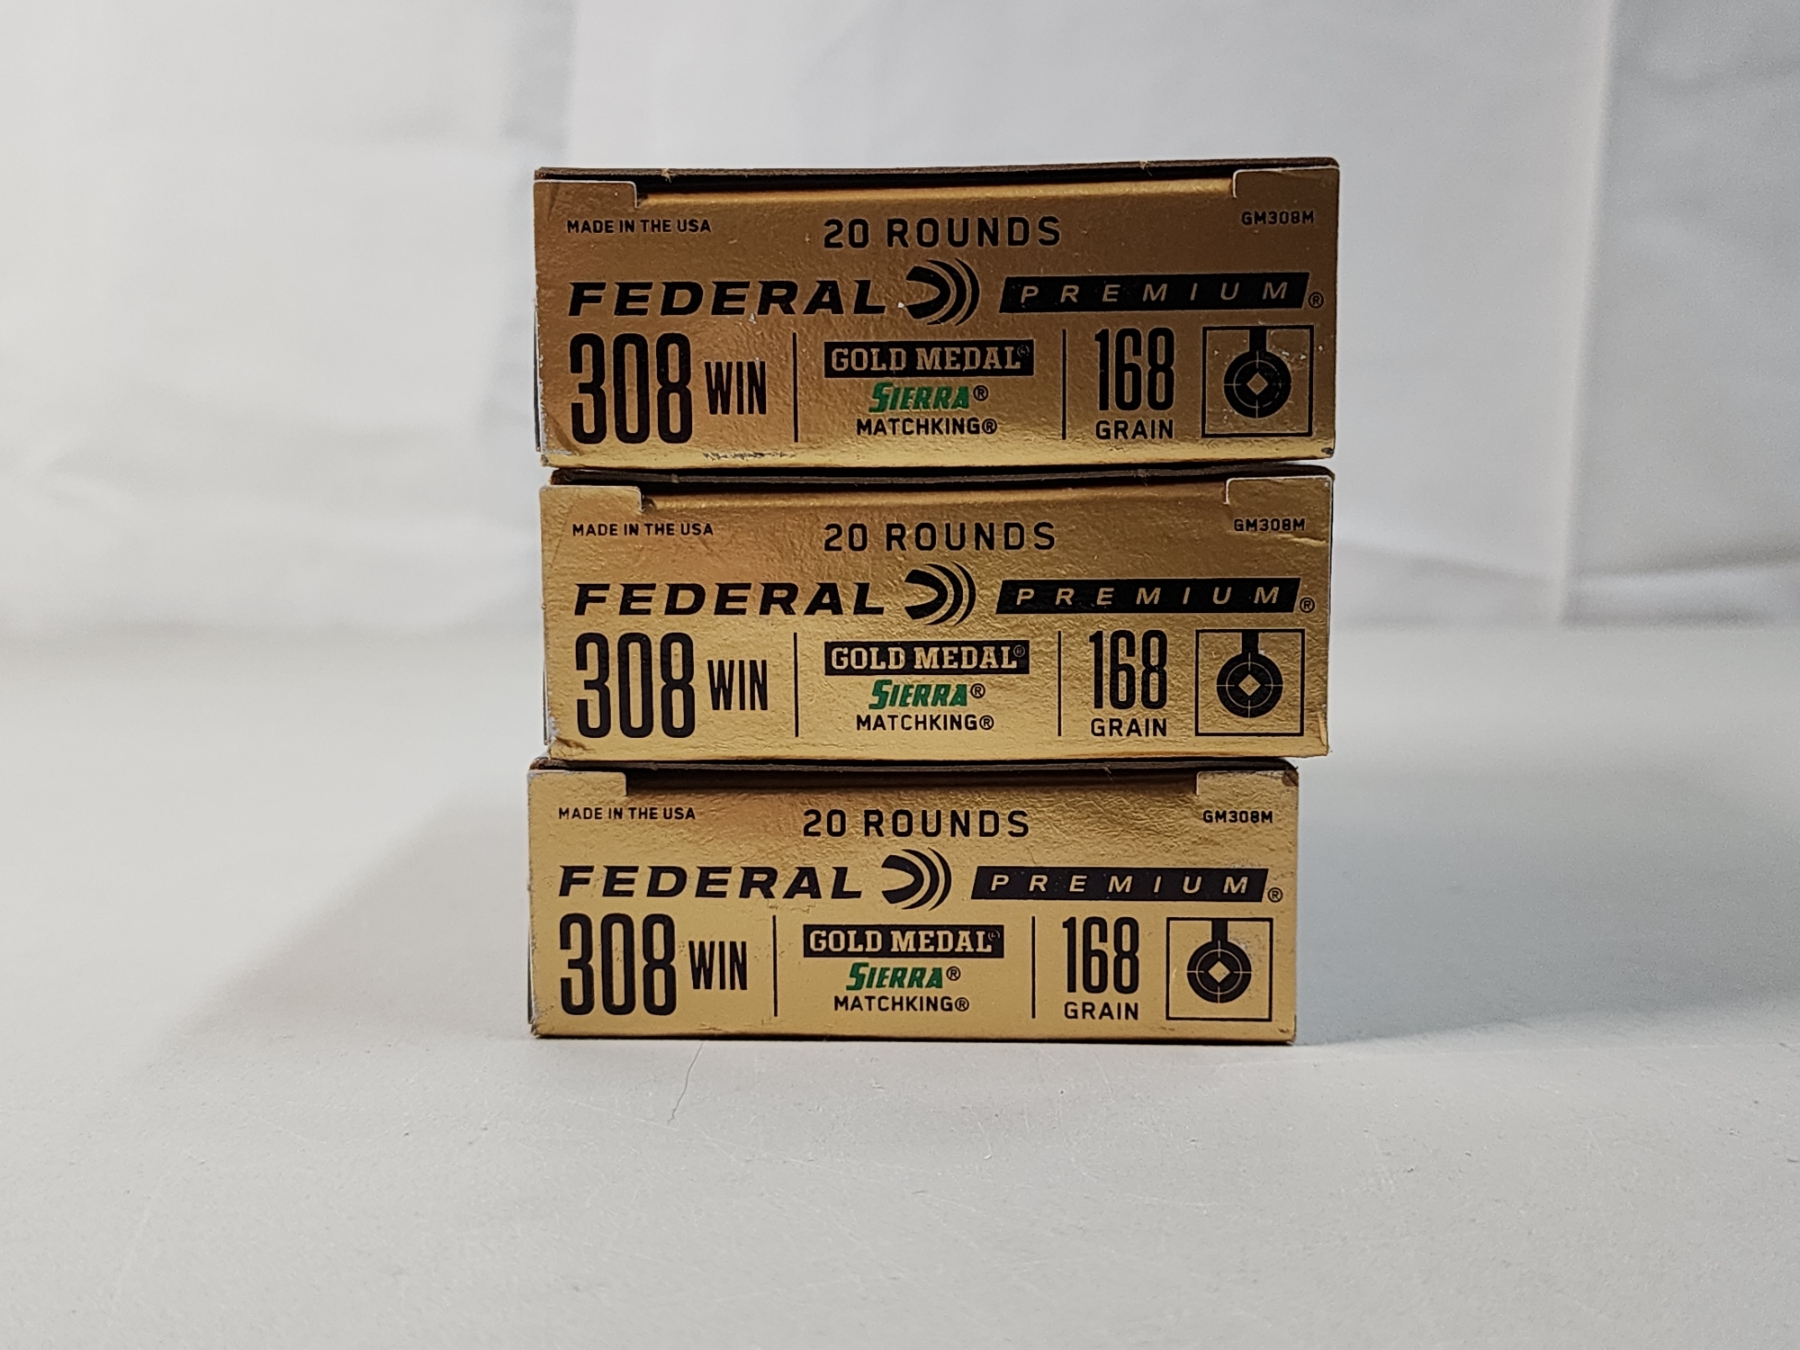 MADE IN THE USA 20 ROUNDS GM308M
FEDERAL PREMIUM®
308 WIN GOLD MEDAL® 168
SIERRA®
MATCHKING® GRAIN
MADE IN THE USA 20 ROUNDS GM308M
FEDERAL PREMIUM®
308 WIN GOLD MEDAL® 168
SIERRA®
MATCHKING® GRAIN
MADE IN THE USA 20 ROUNDS GM308M
FEDERAL PREMIUM®
308 WIN GOLD MEDAL® 168
SIERRA®
MATCHKING® GRAIN